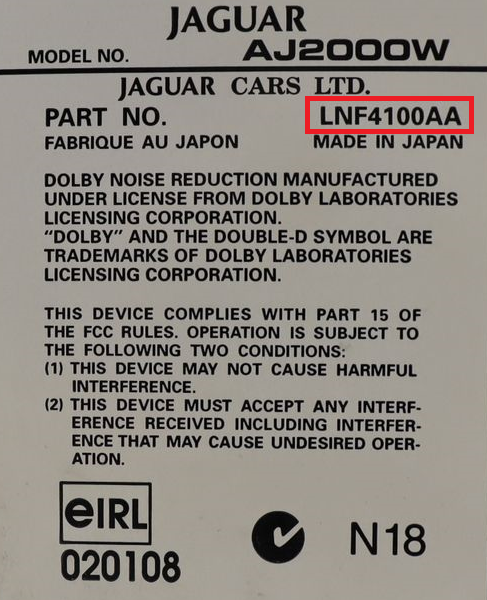 JAGUAR
MODEL NO. AJ2000W
JAGUAR CARS LTD.
PART NO. LNF4100AA
FABRIQUE AU JAPON MADE IN JAPAN
DOLBY NOISE REDUCTION MANUFACTURED
UNDER LICENSE FROM DOLBY LABORATORIES
LICENSING CORPORATION.
“DOLBY” AND THE DOUBLE-D SYMBOL ARE
TRADEMARKS OF DOLBY LABORATORIES
LICENSING CORPORATION.
THIS DEVICE COMPLIES WITH PART 15 OF
THE FCC RULES. OPERATION IS SUBJECT TO
THE FOLLOWING TWO CONDITIONS:
(1) THIS DEVICE MAY NOT CAUSE HARMFUL
INTERFERENCE.
(2) THIS DEVICE MUST ACCEPT ANY INTERF-
ERENCE RECEIVED INCLUDING INTERFER-
ENCE THAT MAY CAUSE UNDESIRED OPER-
ATION.
eIRL
020108
N18